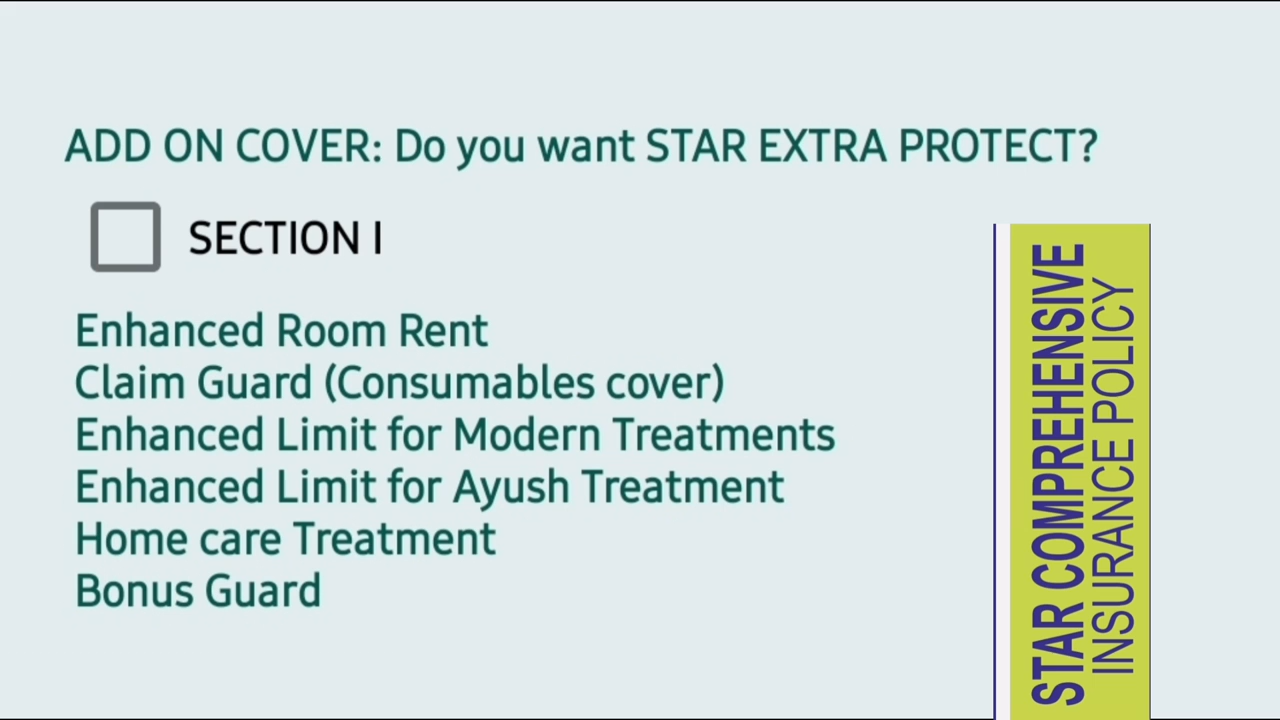 ADD ON COVER: Do you want STAR EXTRA PROTECT?
SECTION I
Enhanced Room Rent
Claim Guard (Consumables cover)
Enhanced Limit for Modern Treatments
Enhanced Limit for Ayush Treatment
Home care Treatment
Bonus Guard
STAR COMPREHENSIVE
INSURANCE POLICY